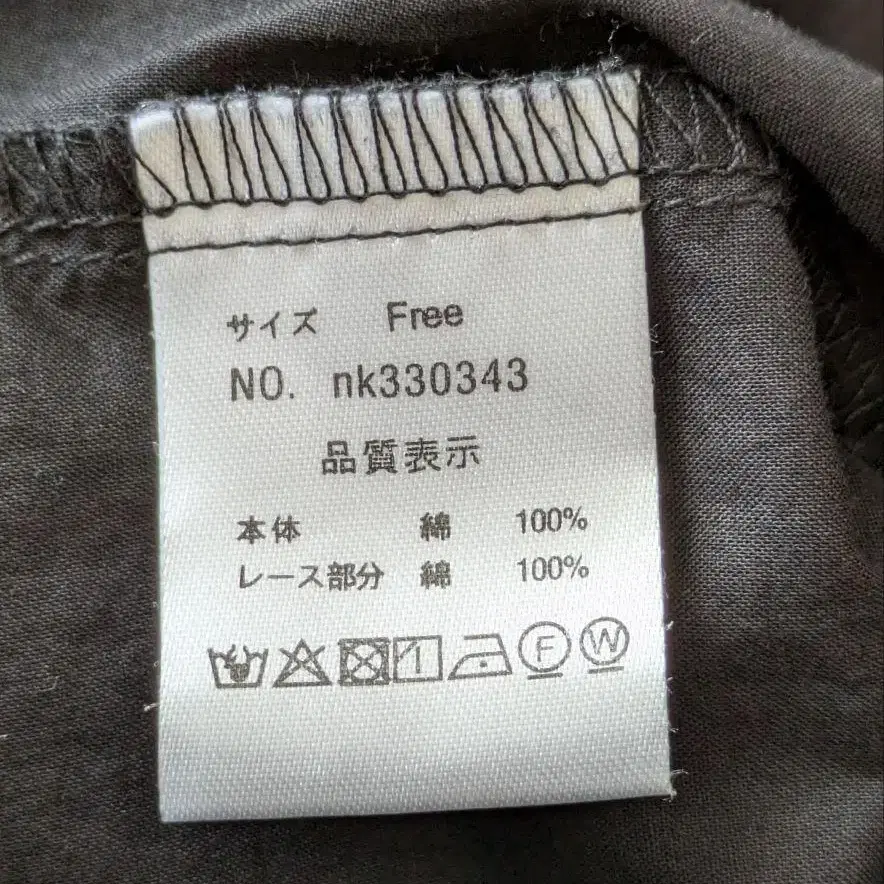 サイズ Free
NO. nk330343
品質表示
本体 綿 100%
レース部分 綿 100%
F W